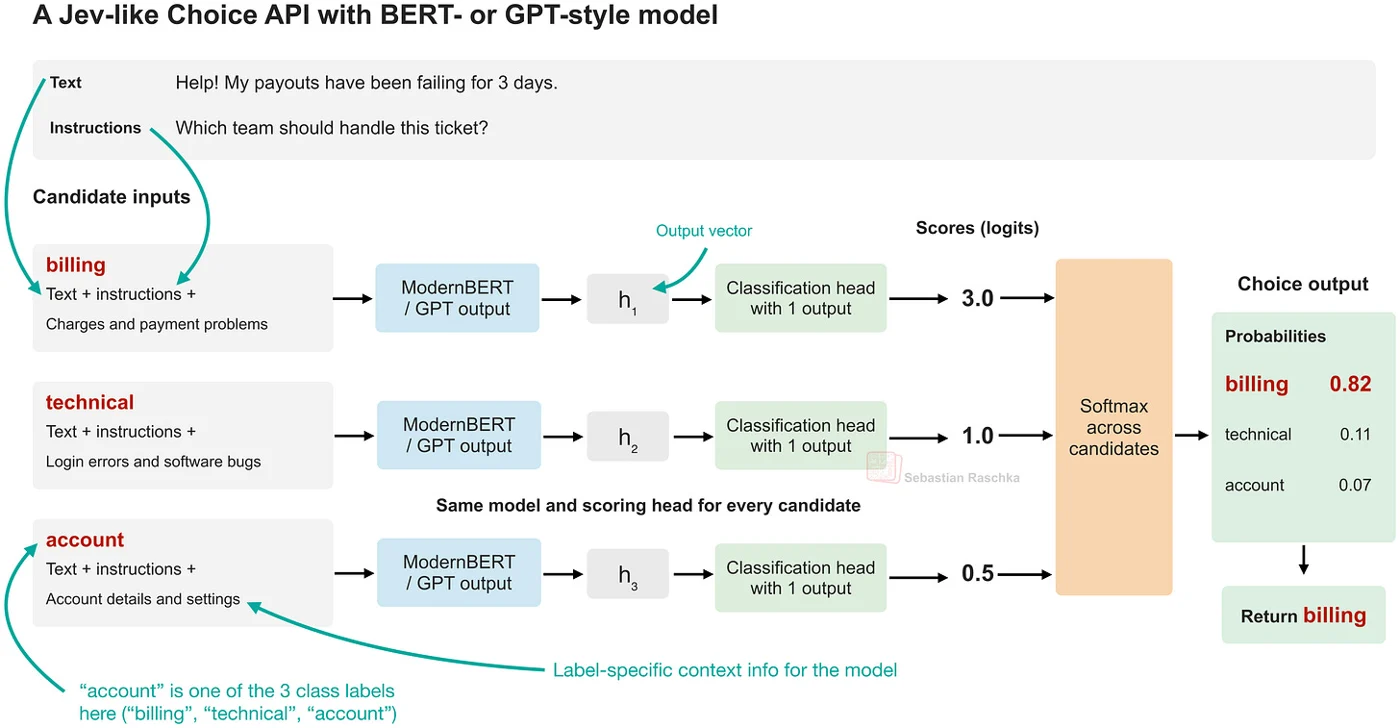 A Jev-like Choice API with BERT- or GPT-style model
Text Help! My payouts have been failing for 3 days.
Instructions Which team should handle this ticket?
Candidate inputs
billing
Text + instructions +
Charges and payment problems
ModernBERT
/ GPT output
Output vector
h1
Classification head
with 1 output
Scores (logits)
3.0
technical
Text + instructions +
Login errors and software bugs
ModernBERT
/ GPT output
h2
Classification head
with 1 output
1.0
Sebastian Raschka
Same model and scoring head for every candidate
account
Text + instructions +
Account details and settings
ModernBERT
/ GPT output
h3
Classification head
with 1 output
0.5
Softmax
across
candidates
Choice output
Probabilities
billing 0.82
technical 0.11
account 0.07
Return billing
Label-specific context info for the model
“account” is one of the 3 class labels
here (“billing”, “technical”, “account”)